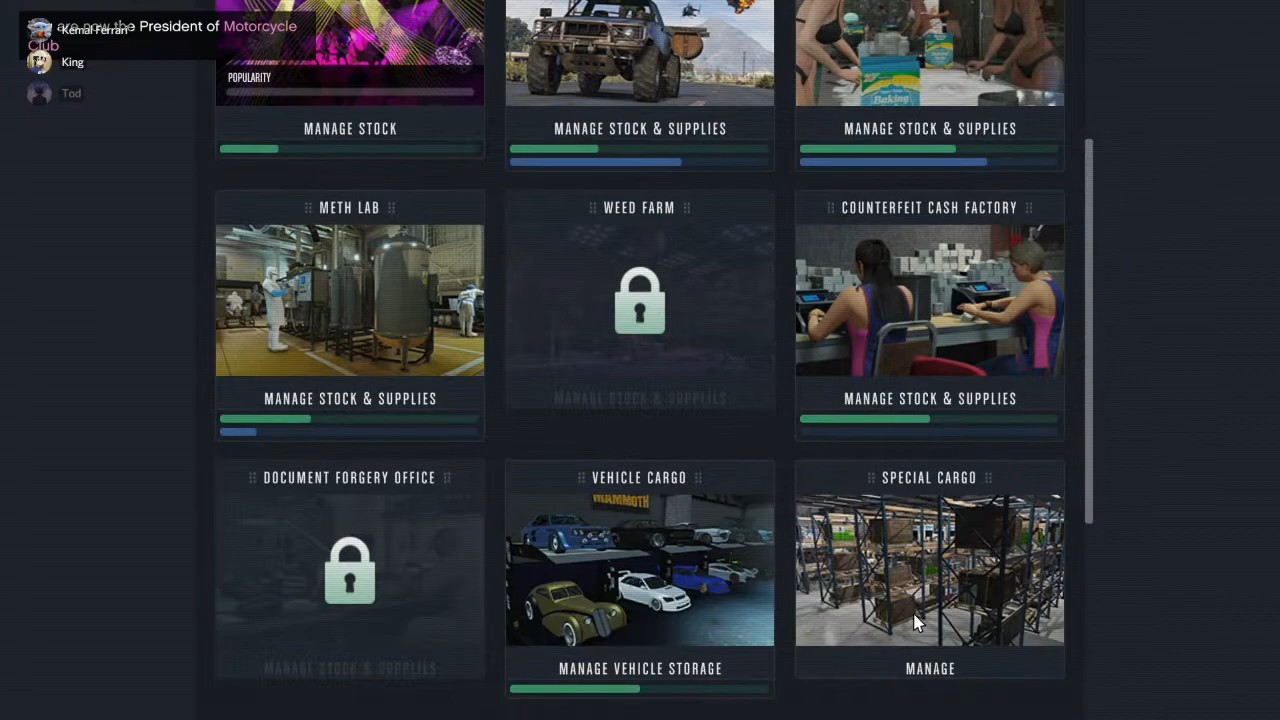 are now the President of Motorcycle
Club
Kemal Ferrari
King
Tod
POPULARITY
MANAGE STOCK
MANAGE STOCK & SUPPLIES
MANAGE STOCK & SUPPLIES
Baking
METH LAB
WEED FARM
COUNTERFEIT CASH FACTORY
MANAGE STOCK & SUPPLIES
MANAGE STOCK & SUPPLIES
MANAGE STOCK & SUPPLIES
DOCUMENT FORGERY OFFICE
VEHICLE CARGO
SPECIAL CARGO
MAMMOTH
MANAGE STOCK & SUPPLIES
MANAGE VEHICLE STORAGE
MANAGE